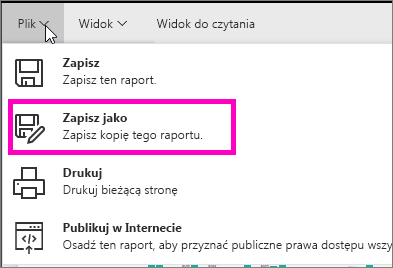 Plik Widok Widok do czytania
Zapisz
Zapisz ten raport.
Zapisz jako
Zapisz kopię tego raportu.
Drukuj
Drukuj bieżącą stronę
Publikuj w Internecie
Osadź ten raport, aby przyznać publiczne prawa dostępu